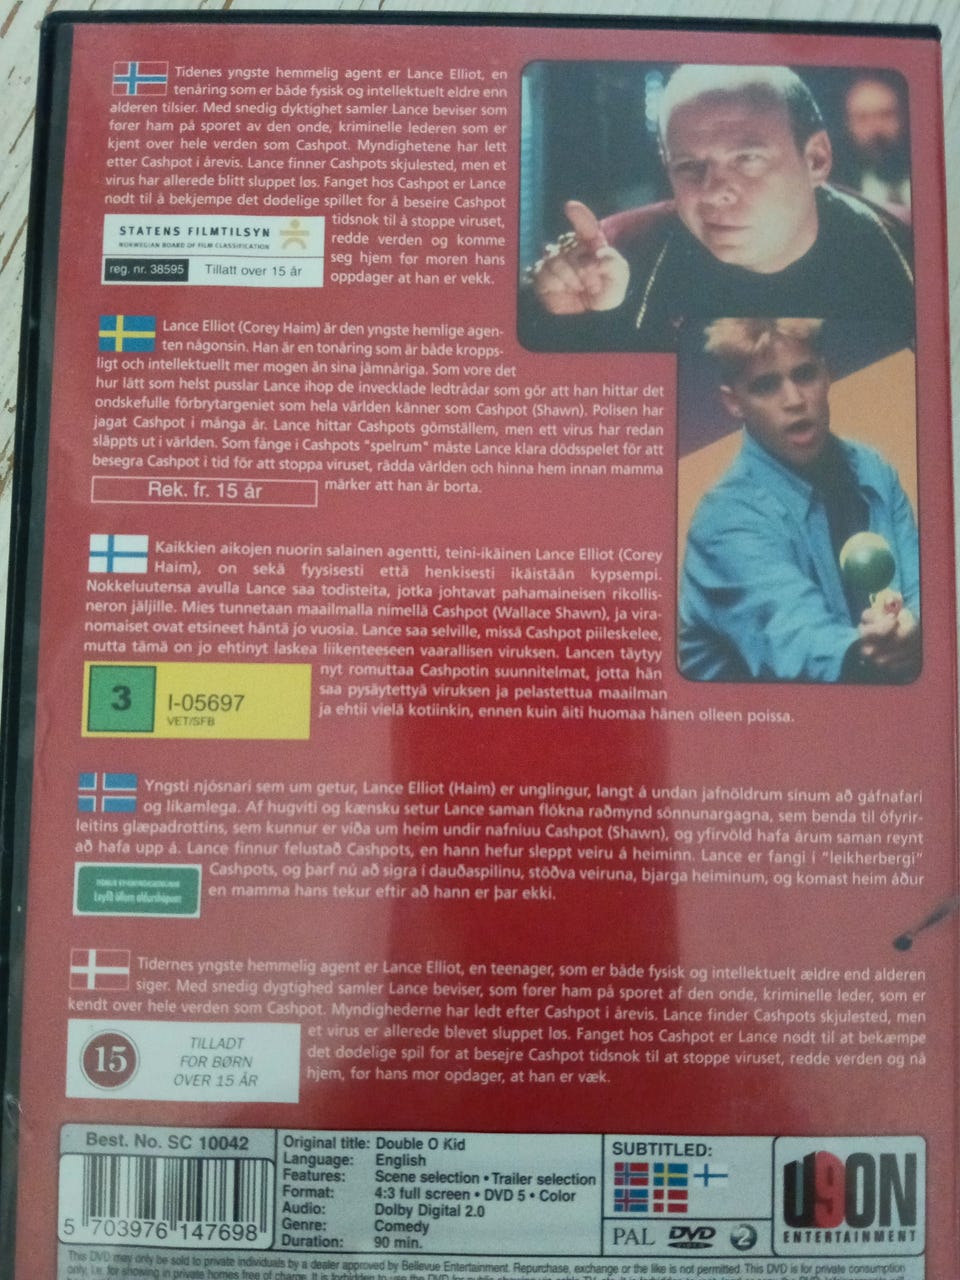 Tidenes yngste hemmelig agent er Lance Elliot, en
tenåring som er både fysisk og intellektuelt eldre enn
alderen tilsier. Med snedig dyktighet samler Lance beviser som
fører ham på sporet av den onde, kriminelle lederen som er
kjent over hele verden som Cashpot. Myndighetene har lett
etter Cashpot i årevis. Lance finner Cashpots skjulested, men et
virus har allerede blitt sluppet løs. Fanget hos Cashpot er Lance
nødt til å bekjempe det dødelige spillet for å beseire Cashpot
tidsnok til å stoppe viruset,
redde verden og komme
seg hjem før moren hans
oppdager at han er vekk.
STATENS FILMTILSYN
NORWEGIAN BOARD OF FILM CLASSIFICATION
reg. nr. 38595 Tillatt over 15 år
Lance Elliot (Corey Haim) är den yngste hemlige agen-
ten någonsin. Han är en tonåring som är både kropps-
ligt och intellektuellt mer mogen än sina jämnåriga. Som vore det
hur lätt som helst pusslar Lance ihop de invecklade ledtrådar som gör att han hittar det
ondskefulle förbrytargeniet som hela världen känner som Cashpot (Shawn). Polisen har
jagat Cashpot i många år. Lance hittar Cashpots gömställem, men ett virus har redan
släppts ut i världen. Som fånge i Cashpots "spelrum" måste Lance klara dödsspelet för att
besegra Cashpot i tid för att stoppa viruset, rädda världen och hinna hem innan mamma
märker att han är borta.
Rek. fr. 15 år
Kaikkien aikojen nuorin salainen agentti, teini-ikäinen Lance Elliot (Corey
Haim), on sekä fyysisesti että henkisesti ikäistään kypsempi.
Nokkeluutensa avulla Lance saa todisteita, jotka johtavat pahamaineisen rikollis-
neron jäljille. Mies tunnetaan maailmalla nimellä Cashpot (Wallace Shawn), ja vira-
nomaiset ovat etsineet häntä jo vuosia. Lance saa selville, missä Cashpot piileskelee,
mutta tämä on jo ehtinyt laskea liikenteeseen vaarallisen viruksen. Lancen täytyy
nyt romuttaa Cashpotin suunnitelmat, jotta hän
saa pysäytettyä viruksen ja pelastettua maailman
ja ehtii vielä kotiinkin, ennen kuin äiti huomaa hänen olleen poissa.
3 I-05697
VET/SFB
Yngsti njósnari sem um getur, Lance Elliot (Haim) er unglingur, langt á undan jafnöldrum sínum að gáfnafari
og líkamlega. Af hugviti og kænsku setur Lance saman flókna raðmynd sönnunargagna, sem benda til ófyrir-
leitins glæpadrottins, sem kunnur er víða um heim undir nafniuu Cashpot (Shawn), og yfirvöld hafa árum saman reynt
að hafa upp á. Lance finnur felustað Cashpots, en hann hefur sleppt veiru á heiminn. Lance er fangi í "leikherbergi"
Cashpots, og þarf nú að sigra í dauðaspilinu, stöðva veiruna, bjarga heiminum, og komast heim áður
en mamma hans tekur eftir að hann er þar ekki.
Leyfð öllum aldurshópum
Tidernes yngste hemmelig agent er Lance Elliot, en teenager, som er både fysisk og intellektuelt ældre end alderen
siger. Med snedig dygtighed samler Lance beviser, som fører ham på sporet af den onde, kriminelle leder, som er
kendt over hele verden som Cashpot. Myndighederne har ledt efter Cashpot i årevis. Lance finder Cashpots skjulested, men
et virus er allerede blevet sluppet løs. Fanget hos Cashpot er Lance nødt til at bekæmpe
det dødelige spil for at besejre Cashpot tidsnok til at stoppe viruset, redde verden og nå
hjem, før hans mor opdager, at han er væk.
15 TILLADT
FOR BØRN
OVER 15 ÅR
Best. No. SC 10042
5 703976 147698
Original title: Double O Kid
Language: English
Features: Scene selection • Trailer selection
Format: 4:3 full screen • DVD 5 • Color
Audio: Dolby Digital 2.0
Genre: Comedy
Duration: 90 min.
SUBTITLED:
PAL DVD VIDEO 2
U9ON
ENTERTAINMENT
This DVD may only be sold to private individuals by a dealer approved by Bellevue Entertainment. Repurchase, exchange or the like is not permitted. This DVD is for private consumption
only, i.e. for showing in private homes free of charge. It is forbidden to use the DVD for public showing